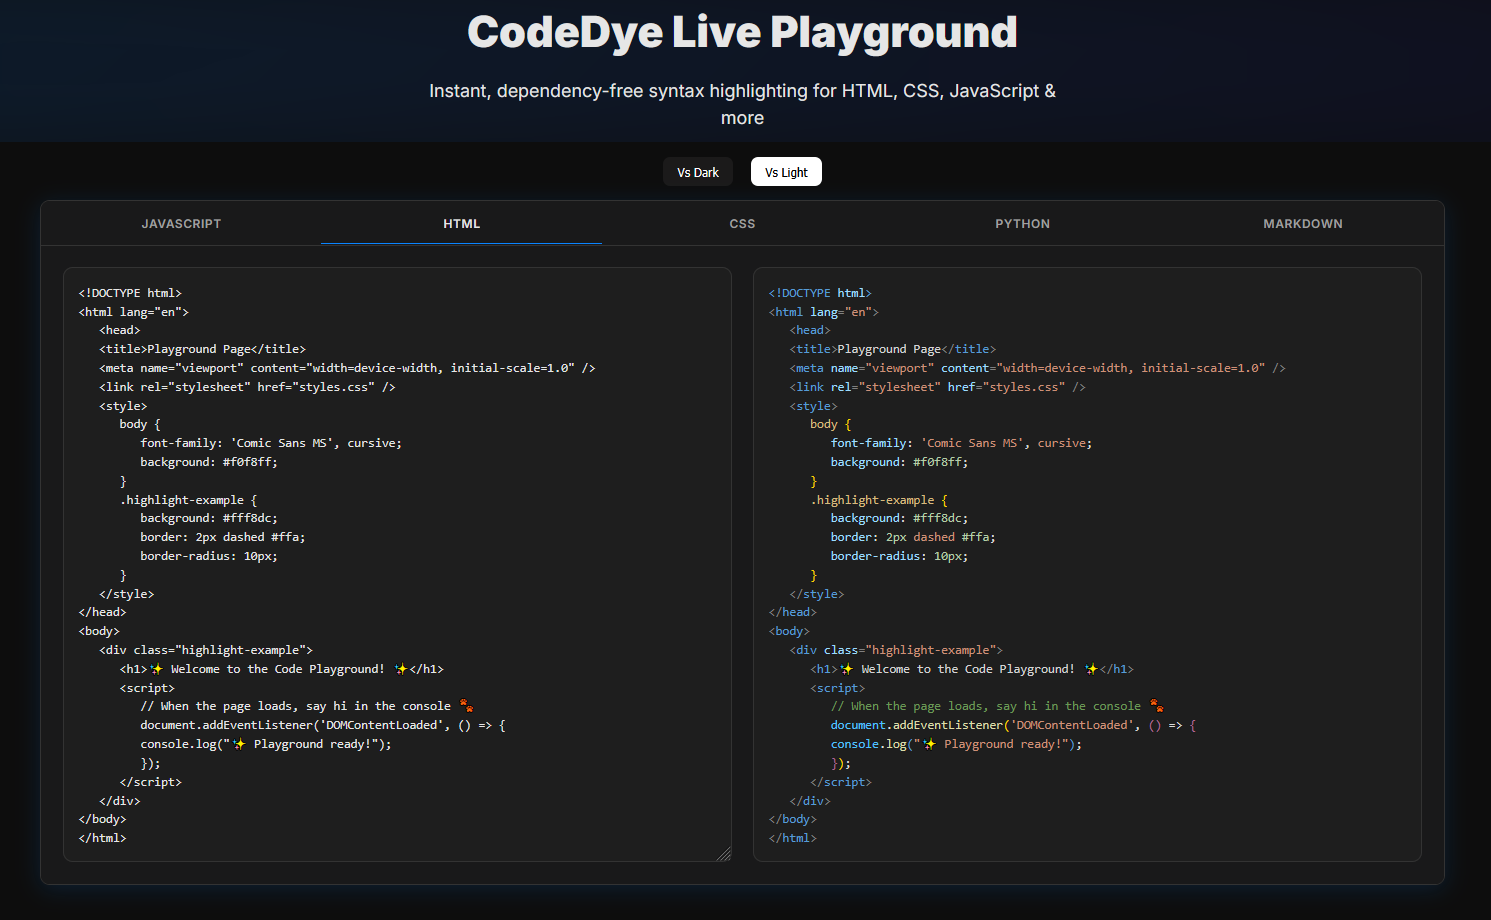 CodeDye Live Playground
Instant, dependency-free syntax highlighting for HTML, CSS, JavaScript &
more
Vs Dark Vs Light
JAVASCRIPT HTML CSS PYTHON MARKDOWN
<!DOCTYPE html>
<html lang="en">
   <head>
   <title>Playground Page</title>
   <meta name="viewport" content="width=device-width, initial-scale=1.0" />
   <link rel="stylesheet" href="styles.css" />
   <style>
      body {
         font-family: 'Comic Sans MS', cursive;
         background: #f0f8ff;
      }
      .highlight-example {
         background: #fff8dc;
         border: 2px dashed #ffa;
         border-radius: 10px;
      }
   </style>
</head>
<body>
   <div class="highlight-example">
      <h1>✨ Welcome to the Code Playground! ✨</h1>
      <script>
         // When the page loads, say hi in the console 🐾
         document.addEventListener('DOMContentLoaded', () => {
         console.log("✨ Playground ready!");
         });
      </script>
   </div>
</body>
</html>
<!DOCTYPE html>
<html lang="en">
   <head>
   <title>Playground Page</title>
   <meta name="viewport" content="width=device-width, initial-scale=1.0" />
   <link rel="stylesheet" href="styles.css" />
   <style>
      body {
         font-family: 'Comic Sans MS', cursive;
         background: #f0f8ff;
      }
      .highlight-example {
         background: #fff8dc;
         border: 2px dashed #ffa;
         border-radius: 10px;
      }
   </style>
</head>
<body>
   <div class="highlight-example">
      <h1>✨ Welcome to the Code Playground! ✨</h1>
      <script>
         // When the page loads, say hi in the console 🐾
         document.addEventListener('DOMContentLoaded', () => {
         console.log("✨ Playground ready!");
         });
      </script>
   </div>
</body>
</html>